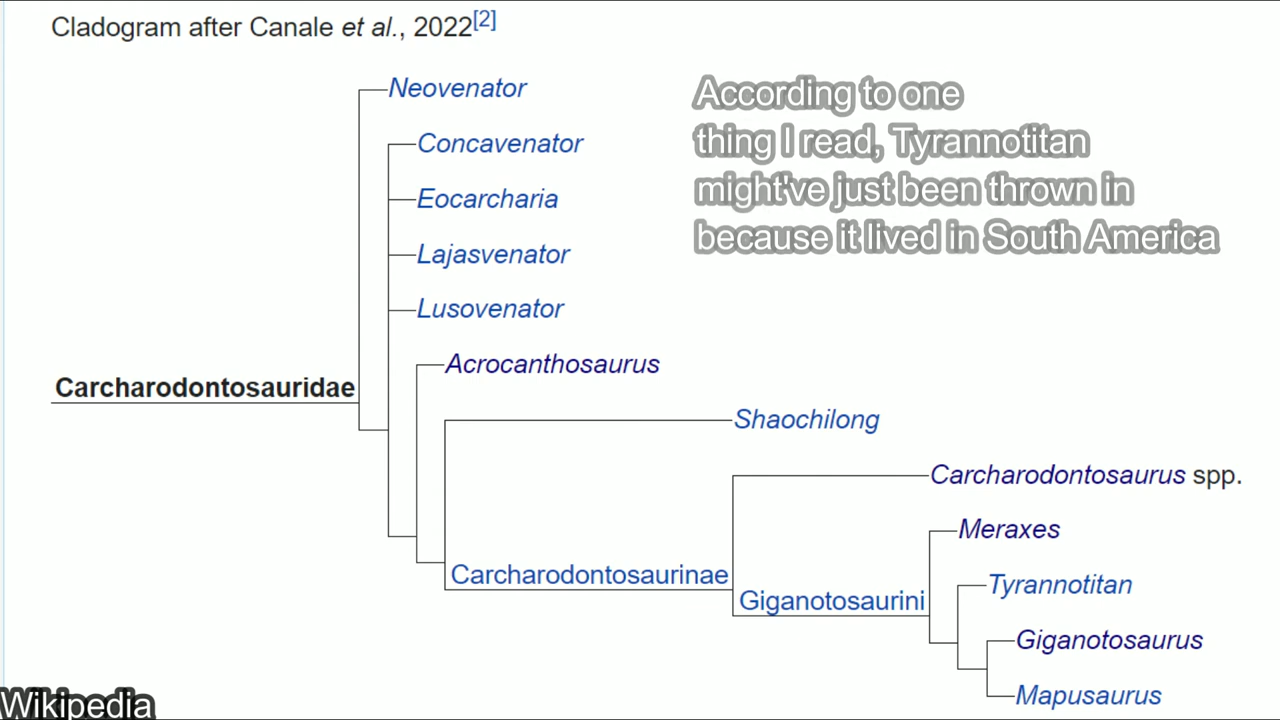 Cladogram after Canale et al., 2022[2]
Neovenator
According to one
thing I read, Tyrannotitan
might've just been thrown in
because it lived in South America
Concavenator
Eocarcharia
Lajasvenator
Lusovenator
Acrocanthosaurus
Carcharodontosauridae
Shaochilong
Carcharodontosaurus spp.
Meraxes
Carcharodontosaurinae
Tyrannotitan
Giganotosaurini
Giganotosaurus
Mapusaurus
Wikipedia